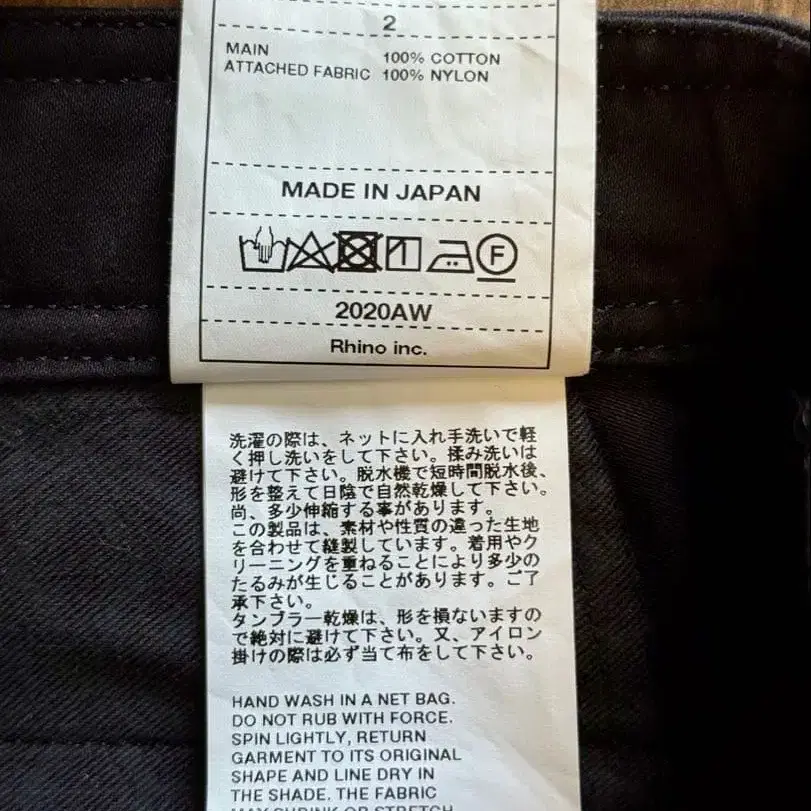 2
MAIN 100% COTTON
ATTACHED FABRIC 100% NYLON
MADE IN JAPAN
F
2020AW
Rhino inc.
洗濯の際は、ネットに入れ手洗いで軽
く押し洗いをして下さい。揉み洗いは
避けて下さい。脱水機で短時間脱水後、
形を整えて日陰で自然乾燥して下さい。
尚、多少伸縮する事があります。
この製品は、素材や性質の違った生地
を合わせて縫製しています。着用やク
リーニングを重ねることにより多少の
たるみが生じることがあります。ご了
承下さい。
タンブラー乾燥は、形を損ないますの
で絶対に避けて下さい。又、アイロン
掛けの際は必ず当て布をして下さい。
HAND WASH IN A NET BAG.
DO NOT RUB WITH FORCE.
SPIN LIGHTLY, RETURN
GARMENT TO ITS ORIGINAL
SHAPE AND LINE DRY IN
THE SHADE. THE FABRIC
MAY SHRINK OR STRETCH